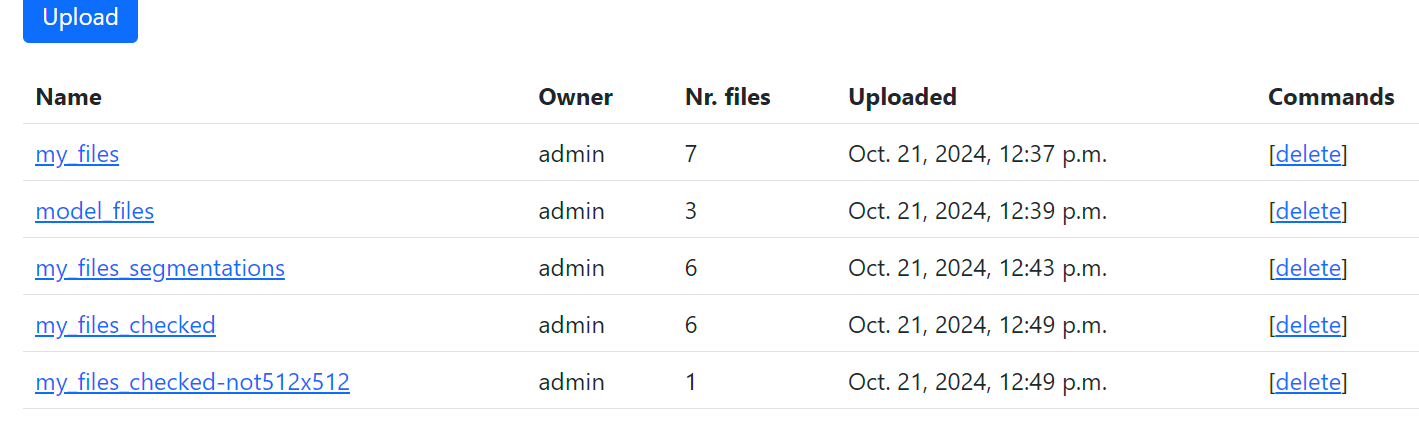 Upload
Name Owner Nr. files Uploaded Commands
my_files admin 7 Oct. 21, 2024, 12:37 p.m. [delete]
model_files admin 3 Oct. 21, 2024, 12:39 p.m. [delete]
my_files_segmentations admin 6 Oct. 21, 2024, 12:43 p.m. [delete]
my_files_checked admin 6 Oct. 21, 2024, 12:49 p.m. [delete]
my_files_checked-not512x512 admin 1 Oct. 21, 2024, 12:49 p.m. [delete]